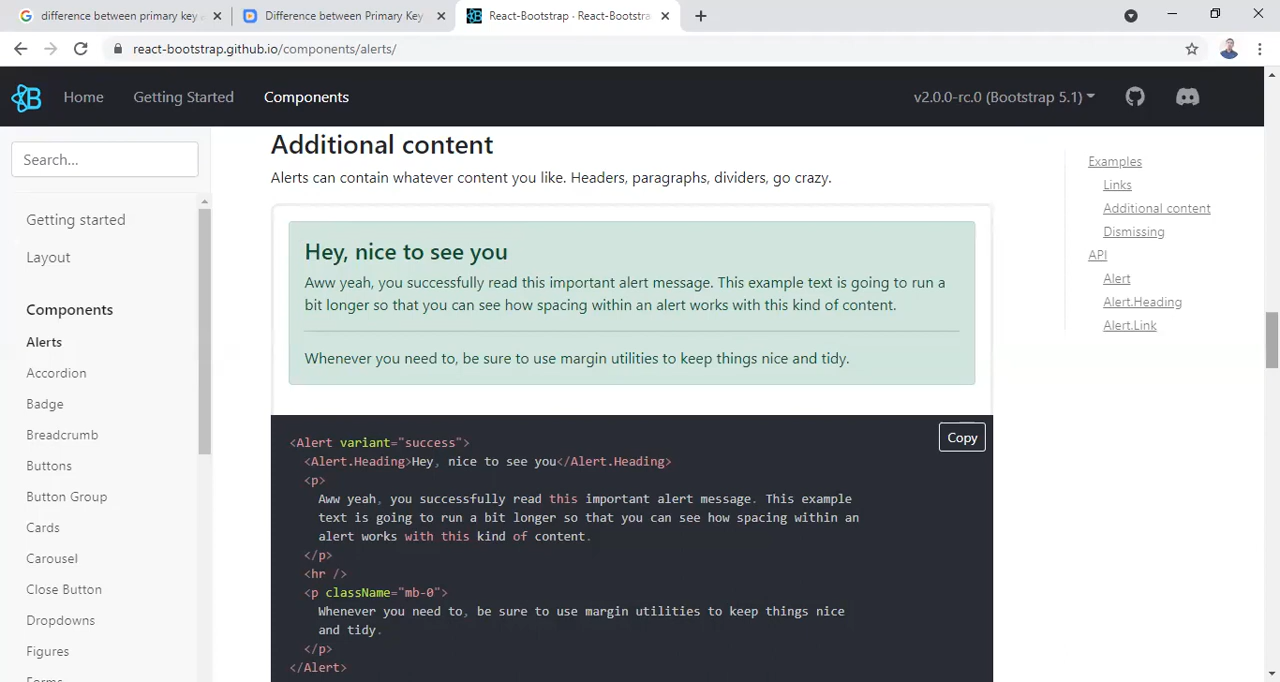 difference between primary key a
Difference between Primary Key
React-Bootstrap · React-Bootstra
react-bootstrap.github.io/components/alerts/
Home
Getting Started
Components
v2.0.0-rc.0 (Bootstrap 5.1)
Search...
Getting started
Layout
Components
Alerts
Accordion
Badge
Breadcrumb
Buttons
Button Group
Cards
Carousel
Close Button
Dropdowns
Figures
Forms
Additional content
Alerts can contain whatever content you like. Headers, paragraphs, dividers, go crazy.
Hey, nice to see you
Aww yeah, you successfully read this important alert message. This example text is going to run a
bit longer so that you can see how spacing within an alert works with this kind of content.
Whenever you need to, be sure to use margin utilities to keep things nice and tidy.
Copy
<Alert variant="success">
<Alert.Heading>Hey, nice to see you</Alert.Heading>
<p>
Aww yeah, you successfully read this important alert message. This example
text is going to run a bit longer so that you can see how spacing within an
alert works with this kind of content.
</p>
<hr />
<p className="mb-0">
Whenever you need to, be sure to use margin utilities to keep things nice
and tidy.
</p>
</Alert>
Examples
Links
Additional content
Dismissing
API
Alert
Alert.Heading
Alert.Link